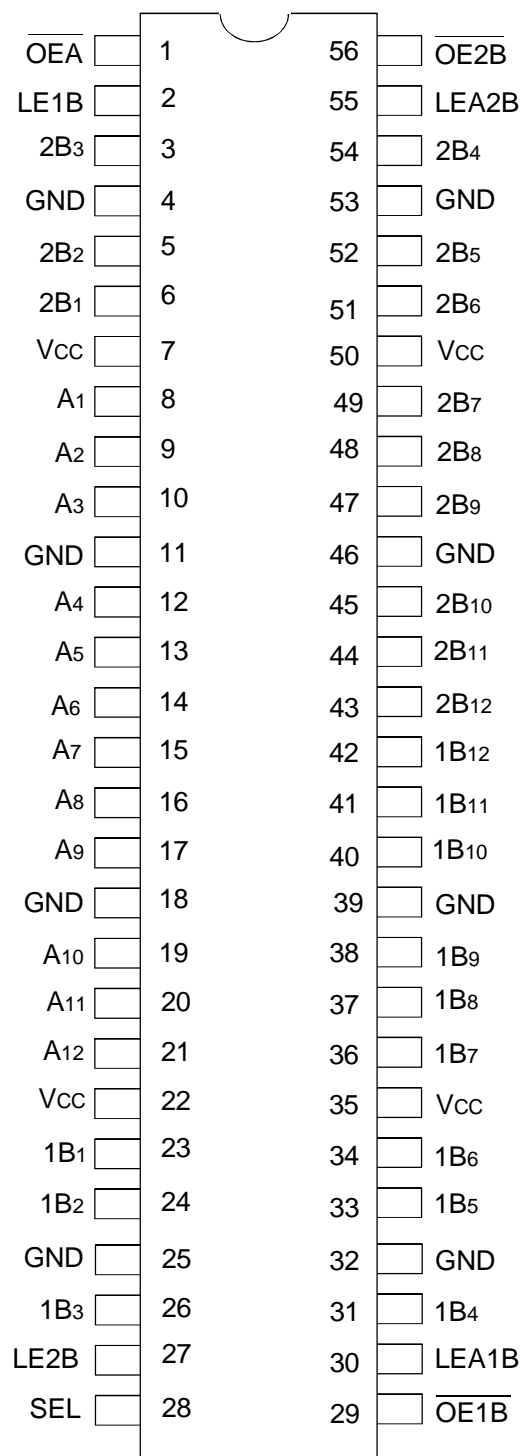 O̅E̅A̅ 1 56 O̅E̅2̅B̅
LE1B 2 55 LEA2B
2B3 3 54 2B4
GND 4 53 GND
2B2 5 52 2B5
2B1 6 51 2B6
VCC 7 50 VCC
A1 8 49 2B7
A2 9 48 2B8
A3 10 47 2B9
GND 11 46 GND
A4 12 45 2B10
A5 13 44 2B11
A6 14 43 2B12
A7 15 42 1B12
A8 16 41 1B11
A9 17 40 1B10
GND 18 39 GND
A10 19 38 1B9
A11 20 37 1B8
A12 21 36 1B7
VCC 22 35 VCC
1B1 23 34 1B6
1B2 24 33 1B5
GND 25 32 GND
1B3 26 31 1B4
LE2B 27 30 LEA1B
SEL 28 29 O̅E̅1̅B̅